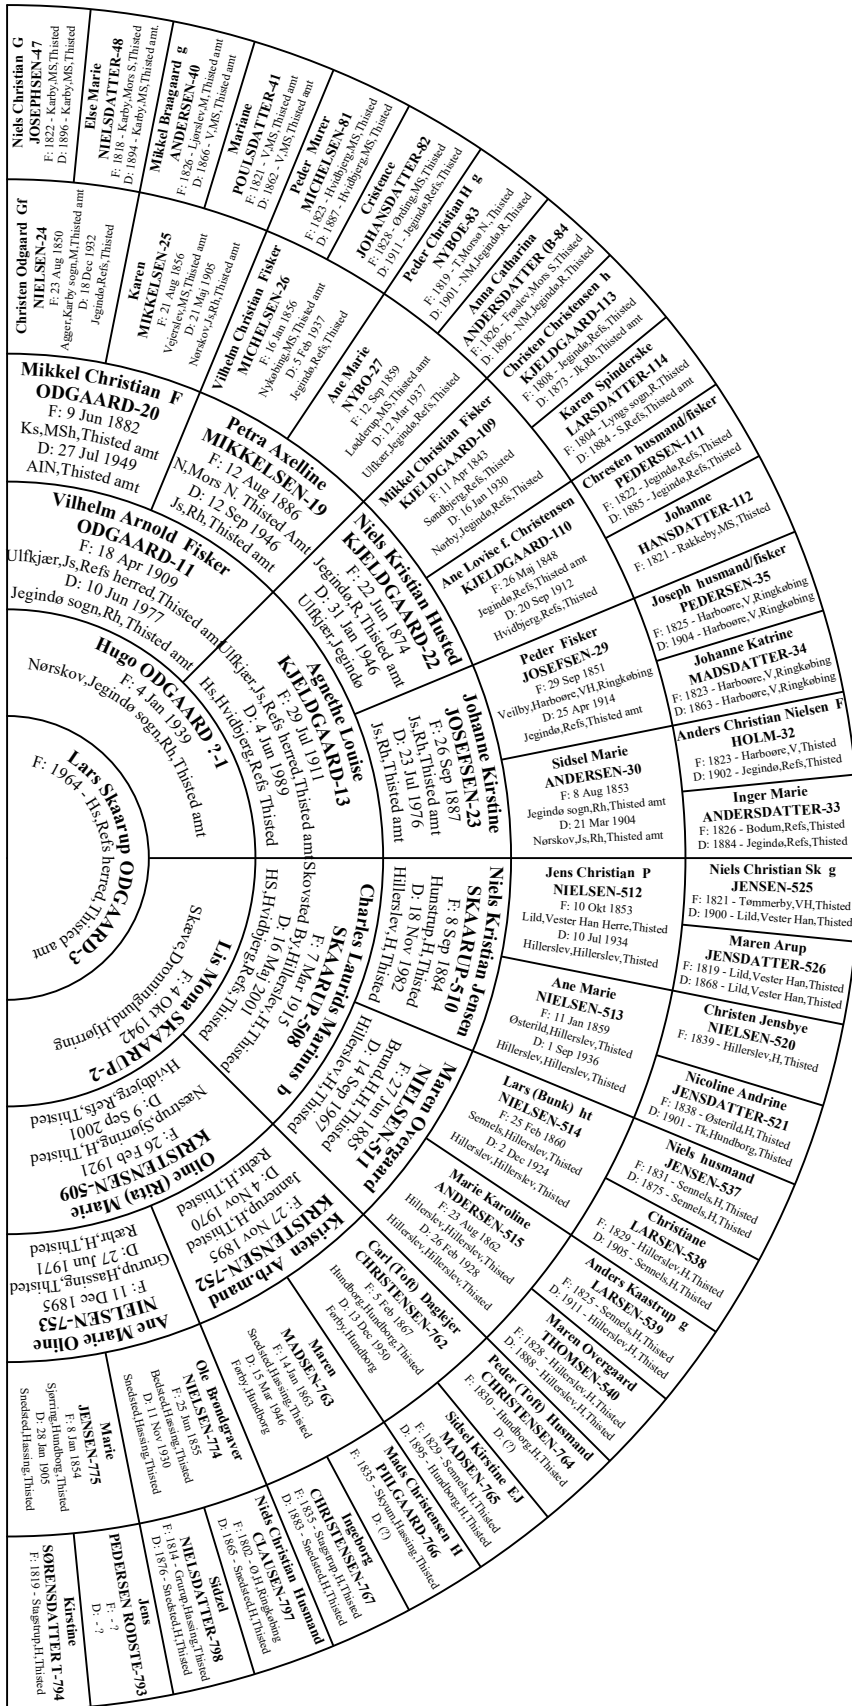 Niels Christian G
JOSEPHSEN-47
F: 1822 - Karby,MS,Thisted
D: 1896 - Karby,MS,Thisted
Else Marie
NIELSDATTER-48
F: 1818 - Karby,Mors S,Thisted
D: 1894 - Karby,MS,Thisted amt.
Mikkel Braagaard g
ANDERSEN-40
F: 1826 - Ljørslev,M,Thisted amt
D: 1866 - V,MS,Thisted amt
Mariane
POULSDATTER-41
F: 1821 - V,MS,Thisted amt
D: 1862 - V,MS,Thisted amt
Peder Murer
MICHELSEN-81
F: 1823 - Hvidbjerg,MS,Thisted
D: 1887 - Hvidbjerg,MS,Thisted
Cristence
JOHANSDATTER-82
F: 1828 - Ørding,MS,Thisted
D: 1911 - Jegindø,Refs,Thisted
Peder Christian H g
NYBOE-83
F: 1819 - T,Morsø N., Thisted
D: 1901 - NM,Jegindø,R,Thisted
Anna Catharina
ANDERSDATTER (B-84
F: 1826 - Frøslev,Mors S,Thisted
D: 1896 - NM,Jegindø,R,Thisted
Christen Christensen h
KJELDGAARD-113
F: 1808 - Jegindø,Refs,Thisted
D: 1873 - JK,Rh,Thisted amt
Karen Spinderske
LARSDATTER-114
F: 1804 - Lyngs sogn,R,Thisted
D: 1884 - S,Refs,Thisted amt
Chresten husmand/fisker
PEDERSEN-111
F: 1822 - Jegindø,Refs,Thisted
D: 1885 - Jegindø,Refs,Thisted
Johanne
HANSDATTER-112
F: 1821 - Rakkeby,MS,Thisted
Joseph husmand/fisker
PEDERSEN-35
F: 1825 - Harboøre,V,Ringkøbing
D: 1904 - Harboøre,V,Ringkøbing
Johanne Katrine
MADSDATTER-34
F: 1823 - Harboøre,V,Ringkøbing
D: 1863 - Harboøre,V,Ringkøbing
Anders Christian Nielsen F
HOLM-32
F: 1823 - Harboøre,V,Thisted
D: 1902 - Jegindø,Refs,Thisted
Inger Marie
ANDERSDATTER-33
F: 1826 - Bodum,Refs,Thisted
D: 1884 - Jegindø,Refs,Thisted
Christen Odgaard Gf
NIELSEN-24
F: 23 Aug 1850
Agger,Karby sogn,M,Thisted amt
D: 18 Dec 1932
Jegindø,Refs,Thisted
Karen
MIKKELSEN-25
F: 21 Aug 1856
Vejerslev,MS,Thisted amt
D: 21 Maj 1905
Nørskov,Js,Rh,Thisted amt
Vilhelm Christian Fisker
MICHELSEN-26
F: 16 Jan 1856
Nykøbing,MS,Thisted amt
D: 5 Feb 1937
Jegindø,Refs,Thisted
Ane Marie
NYBO-27
F: 12 Sep 1859
Lødderup,MS,Thisted amt
D: 12 Mar 1937
Ulfkær,Jegindø,Refs,Thisted
Mikkel Christian Fisker
KJELDGAARD-109
F: 11 Apr 1843
Søndbjerg,Refs,Thisted
D: 16 Jan 1930
Nørby,Jegindø,Refs,Thisted
Ane Lovise f. Christensen
KJELDGAARD-110
F: 26 Maj 1848
Jegindø,Refs,Thisted amt
D: 20 Sep 1912
Hvidbjerg,Refs,Thisted
Peder Fisker
JOSEFSEN-29
F: 29 Sep 1851
Veilby,Harboøre,VH,Ringkøbing
D: 25 Apr 1914
Jegindø,Refs,Thisted amt
Sidsel Marie
ANDERSEN-30
F: 8 Aug 1853
Jegindø sogn,Rh,Thisted amt
D: 21 Mar 1904
Nørskov,Js,Rh,Thisted amt
Mikkel Christian F
ODGAARD-20
F: 9 Jun 1882
Ks,MSh,Thisted amt
D: 27 Jul 1949
AIN,Thisted amt
Petra Axelline
MIKKELSEN-19
F: 12 Aug 1886
N,Mors N. Thisted Amt
D: 12 Sep 1946
Js,Rh,Thisted amt
Niels Kristian Husted
KJELDGAARD-22
F: 22 Jun 1874
Jegindø,R,Thisted amt
D: 31 Jan 1946
Ulfkjær,Jegindø
Johanne Kirstine
JOSEFSEN-23
F: 26 Sep 1887
Js,Rh,Thisted amt
D: 23 Jul 1976
Js,Rh,Thisted amt
Vilhelm Arnold Fisker
ODGAARD-11
F: 18 Apr 1909
Ulfkjær,Js,Refs herred,Thisted amt
D: 10 Jun 1977
Jegindø sogn,Rh,Thisted amt
Agnethe Louise
KJELDGAARD-13
F: 29 Jul 1911
Ulfkjær,Js,Refs herred,Thisted amt
D: 4 Jun 1989
Hs,Hvidbjerg,Refs Thisted
Hugo ODGAARD ?-1
F: 4 Jan 1939
Nørskov,Jegindø sogn,Rh,Thisted amt
Lars Skaarup ODGAARD-3
F: 1964 - Hs,Refs herred,Thisted amt
Lis Mona SKAARUP-2
F: 4 Okt 1942
Skæve,Dronninglund,Hjørring
Charles Laurids Marinus b
SKAARUP-508
F: 7 Mar 1915
Skovsted By,Hillerslev,H,Thisted
D: 16 Maj 2001
HS,Hvidbjerg,Refs,Thisted
Oline (Rita) Marie
KRISTENSEN-509
F: 26 Feb 1921
Næstrup,Sjørring,H,Thisted
D: 9 Sep 2001
Hvidbjerg,Refs,Thisted
Niels Kristian Jensen
SKAARUP-510
F: 8 Sep 1884
Hunstrup,H,Thisted
D: 18 Nov 1982
Hillerslev,H,Thisted
Maren Overgaard
NIELSEN-511
F: 27 Jun 1885
Brund,H,H,Thisted
D: 14 Sep 1967
Hillerslev,H,Thisted
Kristen Arb-mand
KRISTENSEN-752
F: 27 Nov 1895
Jannerup,H,Thisted
D: 4 Nov 1970
Ræhr,H,Thisted
Ane Marie Oline
NIELSEN-753
F: 11 Dec 1895
Grurup,Hassing,Thisted
D: 27 Jun 1971
Ræhr,H,Thisted
Jens Christian P
NIELSEN-512
F: 10 Okt 1853
Lild,Vester Han Herre,Thisted
D: 10 Jul 1934
Hillerslev,Hillerslev,Thisted
Ane Marie
NIELSEN-513
F: 11 Jan 1859
Østerild,Hillerslev,Thisted
D: 1 Sep 1936
Hillerslev,Hillerslev,Thisted
Lars (Bunk) ht
NIELSEN-514
F: 25 Feb 1860
Sennels,Hillerslev,Thisted
D: 2 Dec 1924
Hillerslev,Hillerslev,Thisted
Marie Karoline
ANDERSEN-515
F: 23 Aug 1862
Hillerslev,Hillerslev,Thisted
D: 26 Feb 1928
Hillerslev,Hillerslev,Thisted
Carl (Toft) Daglejer
CHRISTENSEN-762
F: 5 Feb 1867
Hundborg,Hundborg,Thisted
D: 13 Dec 1950
Førby,Hundborg
Maren
MADSEN-763
F: 14 Jan 1863
Snedsted,Hassing,Thisted
D: 15 Mar 1946
Førby,Hundborg
Ole Brøndgraver
NIELSEN-774
F: 25 Jun 1855
Bedsted,Hassing,Thisted
D: 11 Nov 1930
Snedsted,Hassing,Thisted
Marie
JENSEN-775
F: 8 Jan 1854
Sjørring,Hundborg,Thisted
D: 28 Jan 1905
Snedsted,Hassing,Thisted
Niels Christian Sk g
JENSEN-525
F: 1821 - Tømmerby,VH,Thisted
D: 1900 - Lild,Vester Han,Thisted
Maren Arup
JENSDATTER-526
F: 1819 - Lild,Vester Han,Thisted
D: 1868 - Lild,Vester Han,Thisted
Christen Jensbye
NIELSEN-520
F: 1839 - Hillerslev,H,Thisted
Nicoline Andrine
JENSDATTER-521
F: 1838 - Østerild,H,Thisted
D: 1901 - Tk,Hundborg,Thisted
Niels husmand
JENSEN-537
F: 1831 - Sennels,H,Thisted
D: 1875 - Sennels,H,Thisted
Christiane
LARSEN-538
F: 1829 - Hillerslev,H,Thisted
D: 1905 - Sennels,H,Thisted
Anders Kaastrup g
LARSEN-539
F: 1825 - Sennels,H,Thisted
D: 1911 - Hillerslev,H,Thisted
Maren Overgaard
THOMSEN-540
F: 1828 - Hillerslev,H,Thisted
D: 1888 - Hillerslev,H,Thisted
Peder (Toft) Husmand
CHRISTENSEN-764
F: 1830 - Hundborg,H,Thisted
D: (?)
Sidsel Kirstine EJ
MADSEN-765
F: 1829 - Sennels,H,Thisted
D: 1895 - Hundborg,H,Thisted
Mads Christensen H
PIILGAARD-766
F: 1835 - Skyum,Hassing,Thisted
D: (?)
Ingeborg
CHRISTENSEN-767
F: 1835 - Stagstrup,H,Thisted
D: 1883 - Snedsted,H,Thisted
Niels Christian Husmand
CLAUSEN-797
F: 1802 - Ø,H,Ringkøbing
D: 1865 - Snedsted,H,Thisted
Sidzel
NIELSDATTER-798
F: 1814 - Grurup,Hassing,Thisted
D: 1876 - Snedsted,H,Thisted
Jens
PEDERSEN RODSTE-793
F: - ?
D: - ?
Kirstine
SØRENSDATTER T-794
F: 1819 - Stagstrup,H,Thisted